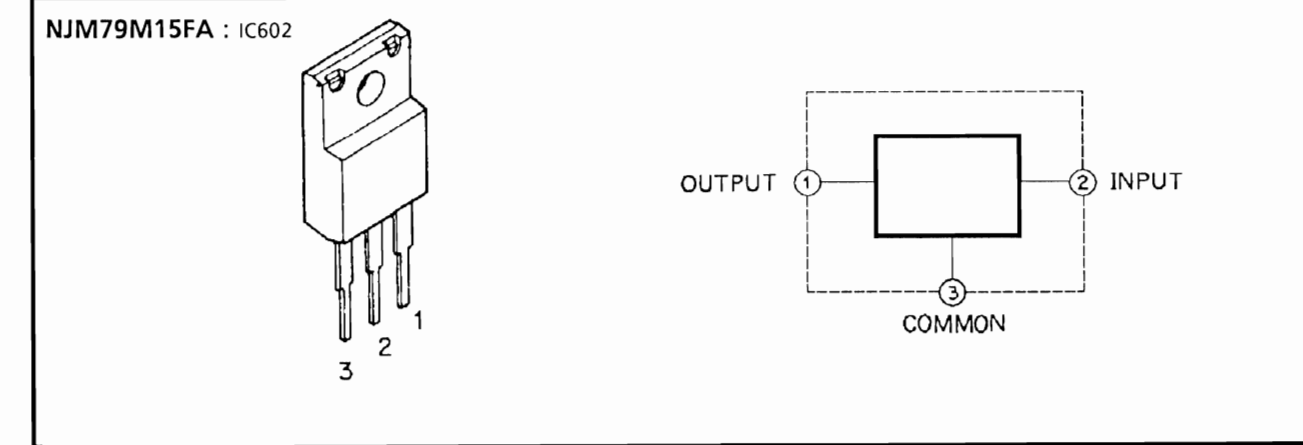 NJM79M15FA : IC602
1
2
3
OUTPUT 1 2 INPUT
3
COMMON